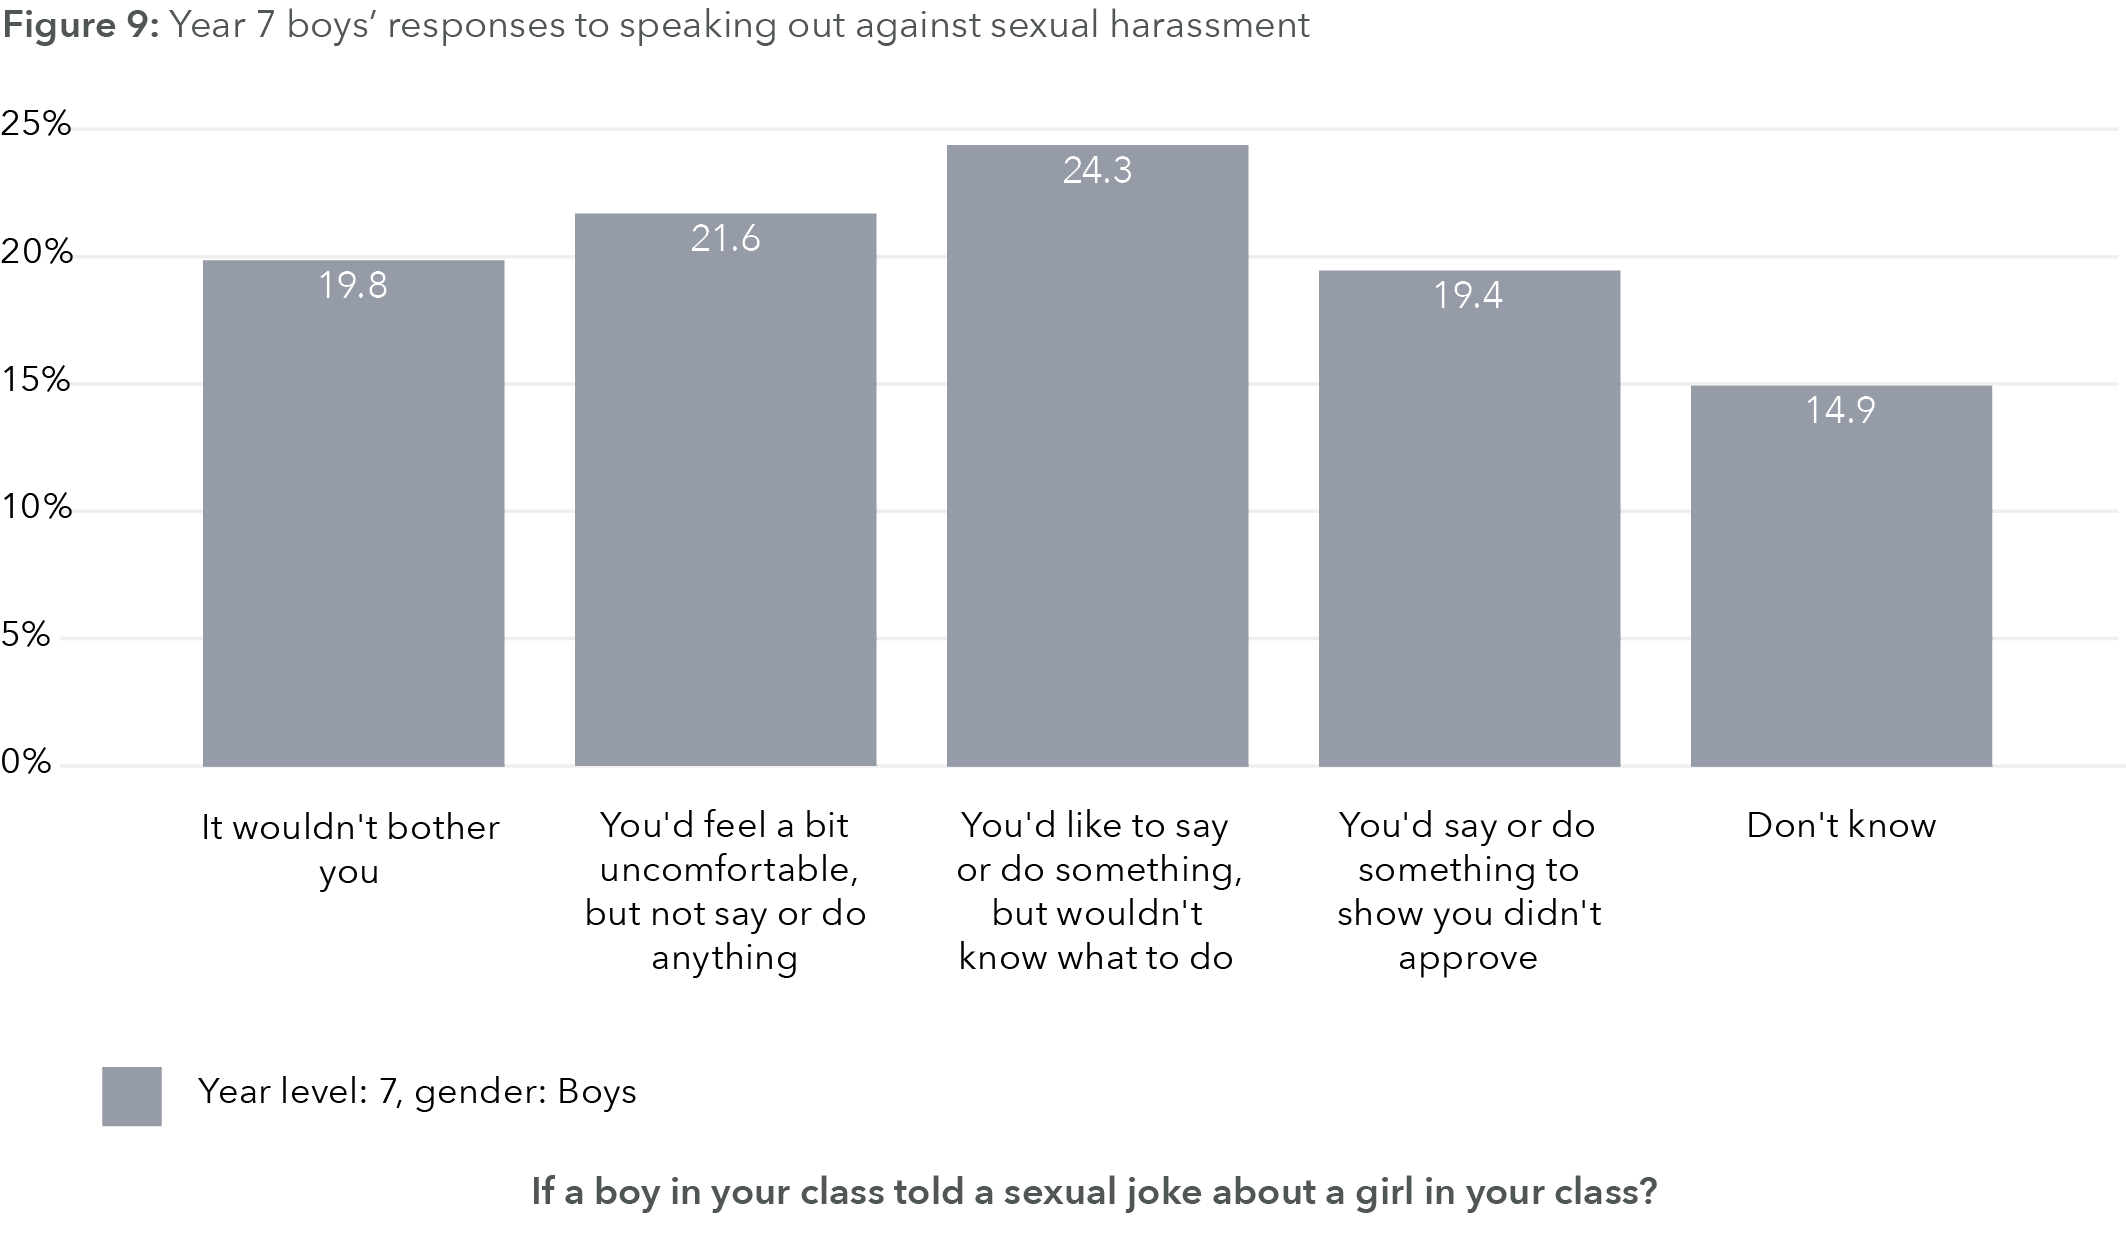 Figure 9: Year 7 boys’ responses to speaking out against sexual harassment
25%
20%
15%
10%
5%
0%
19.8
21.6
24.3
19.4
14.9
It wouldn't bother
you
You'd feel a bit
uncomfortable,
but not say or do
anything
You'd like to say
or do something,
but wouldn't
know what to do
You'd say or do
something to
show you didn't
approve
Don't know
Year level: 7, gender: Boys
If a boy in your class told a sexual joke about a girl in your class?